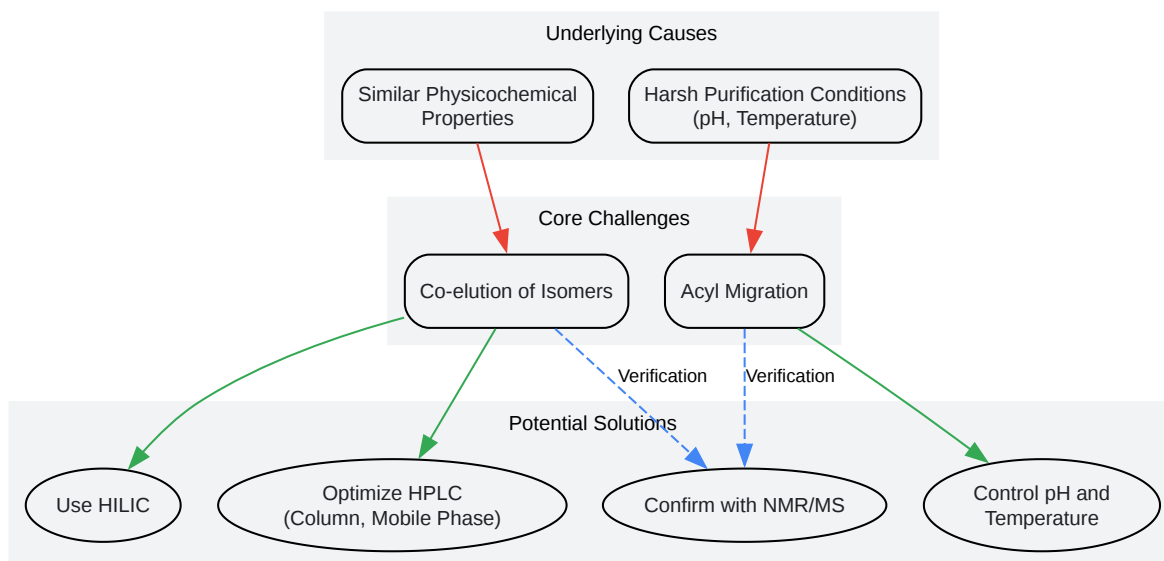 Underlying Causes
Similar Physicochemical
Properties
Harsh Purification Conditions
(pH, Temperature)
Core Challenges
Co-elution of Isomers
Acyl Migration
Verification
Verification
Potential Solutions
Use HILIC
Optimize HPLC
(Column, Mobile Phase)
Confirm with NMR/MS
Control pH and
Temperature